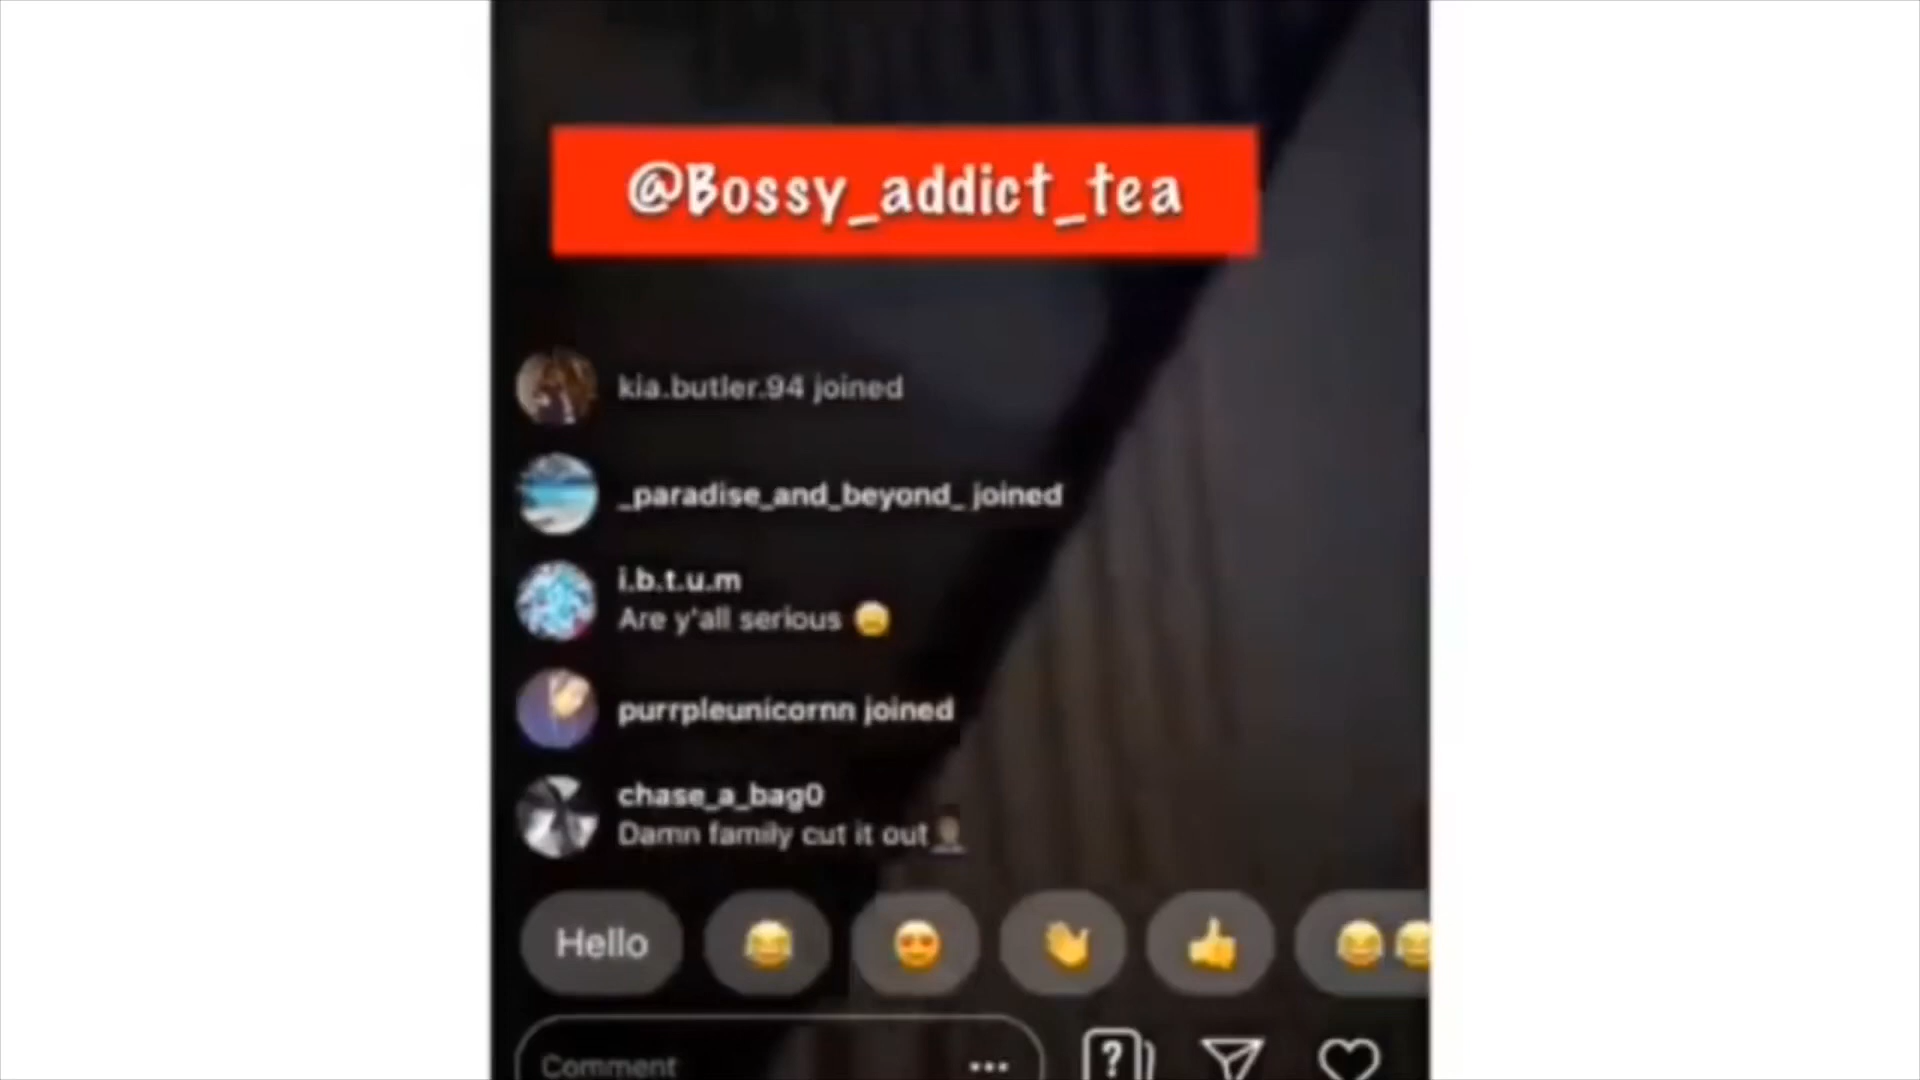 @Bossy_addict_tea
kia.butler.94 joined
_paradise_and_beyond_ joined
i.b.t.u.m
Are y'all serious 😞
purrpleunicornn joined
chase_a_bag0
Damn family cut it out
Hello
Comment